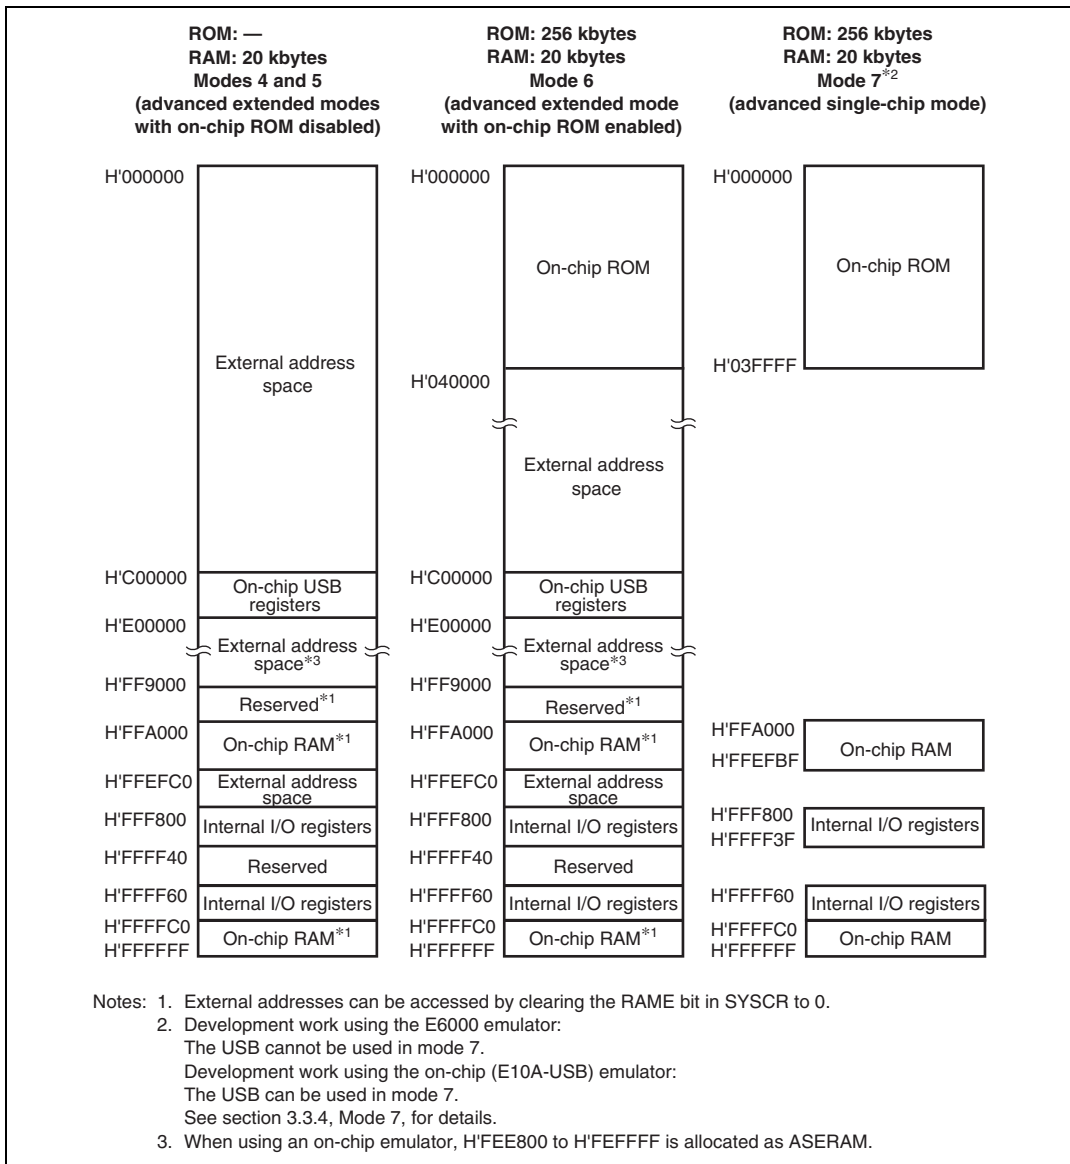 ROM: —
RAM: 20 kbytes
Modes 4 and 5
(advanced extended modes
with on-chip ROM disabled)
ROM: 256 kbytes
RAM: 20 kbytes
Mode 6
(advanced extended mode
with on-chip ROM enabled)
ROM: 256 kbytes
RAM: 20 kbytes
Mode 7*2
(advanced single-chip mode)
H'000000
External address
space
H'C00000
On-chip USB
registers
H'E00000
External address
space*3
H'FF9000
Reserved*1
H'FFA000
On-chip RAM*1
H'FFEFC0
External address
space
H'FFF800
Internal I/O registers
H'FFFF40
Reserved
H'FFFF60
Internal I/O registers
H'FFFFC0
On-chip RAM*1
H'FFFFFF
H'000000
On-chip ROM
H'040000
External address
space
H'C00000
On-chip USB
registers
H'E00000
External address
space*3
H'FF9000
Reserved*1
H'FFA000
On-chip RAM*1
H'FFEFC0
External address
space
H'FFF800
Internal I/O registers
H'FFFF40
Reserved
H'FFFF60
Internal I/O registers
H'FFFFC0
On-chip RAM*1
H'FFFFFF
H'000000
On-chip ROM
H'03FFFF
H'FFA000
On-chip RAM
H'FFEFBF
H'FFF800
Internal I/O registers
H'FFFF3F
H'FFFF60
Internal I/O registers
H'FFFFC0
On-chip RAM
H'FFFFFF
Notes: 1. External addresses can be accessed by clearing the RAME bit in SYSCR to 0.
2. Development work using the E6000 emulator:
The USB cannot be used in mode 7.
Development work using the on-chip (E10A-USB) emulator:
The USB can be used in mode 7.
See section 3.3.4, Mode 7, for details.
3. When using an on-chip emulator, H'FEE800 to H'FEFFFF is allocated as ASERAM.